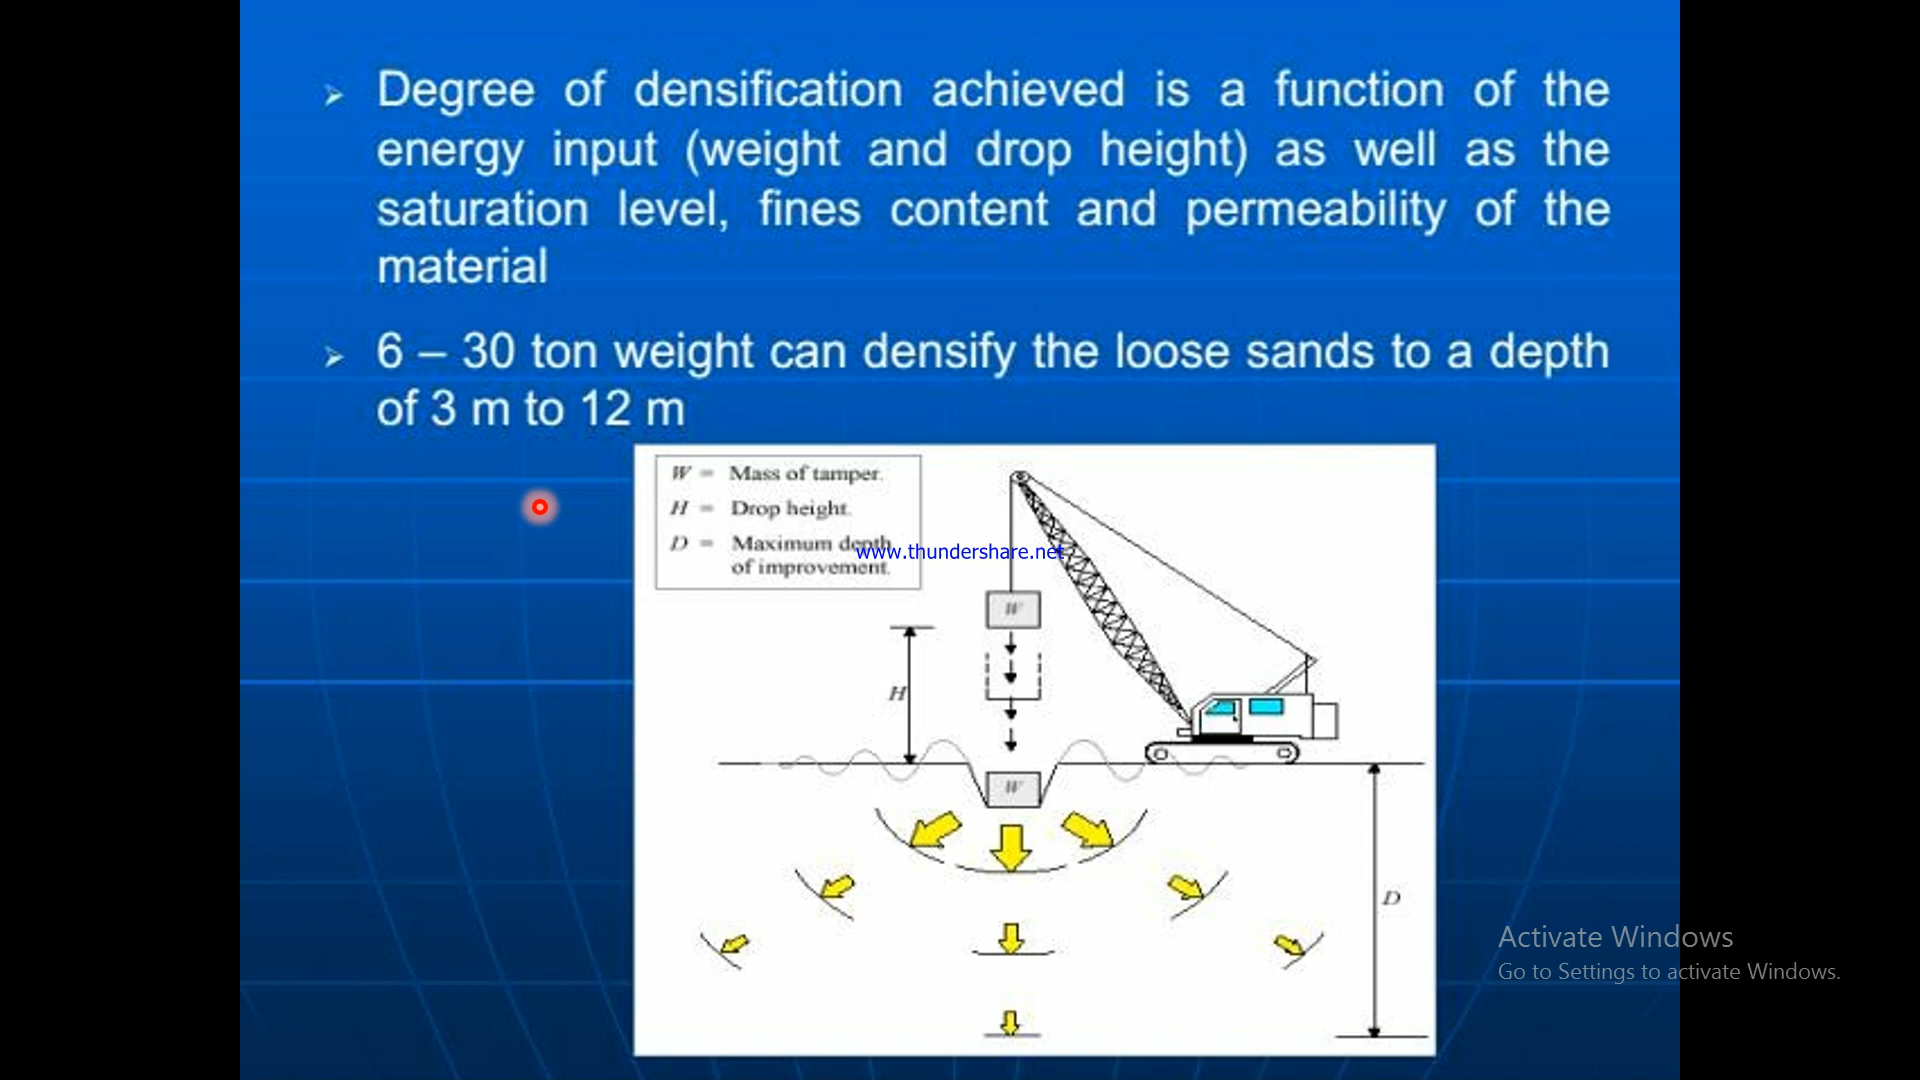 Degree of densification achieved is a function of the
energy input (weight and drop height) as well as the
saturation level, fines content and permeability of the
material
6 – 30 ton weight can densify the loose sands to a depth
of 3 m to 12 m
W = Mass of tamper.
H = Drop height.
D = Maximum depth
of improvement.
www.thundershare.net
W
H
W
D
Activate Windows
Go to Settings to activate Windows.